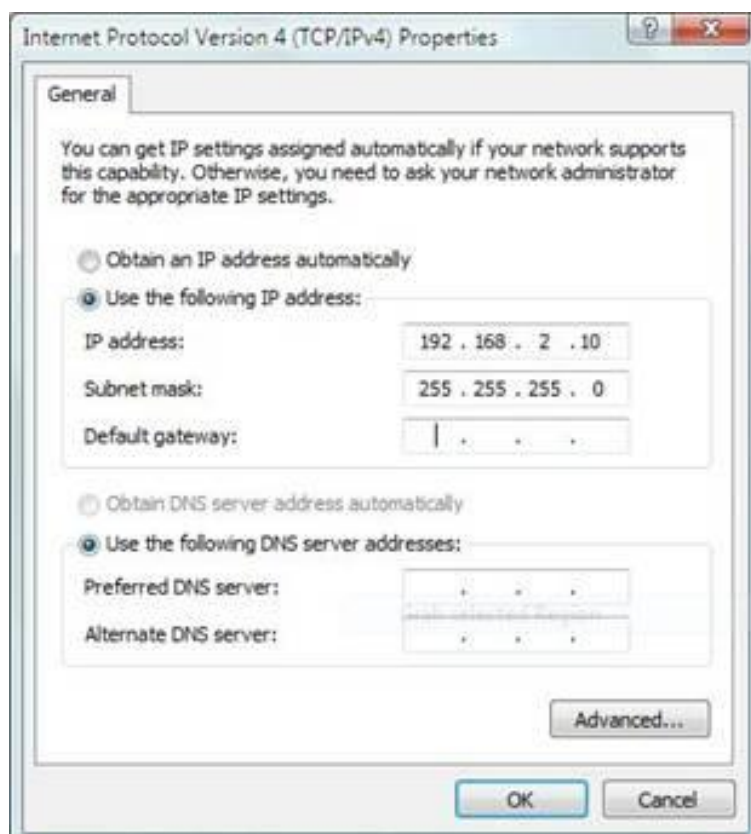 Internet Protocol Version 4 (TCP/IPv4) Properties
General
You can get IP settings assigned automatically if your network supports
this capability. Otherwise, you need to ask your network administrator
for the appropriate IP settings.
Obtain an IP address automatically
Use the following IP address:
IP address: 192 . 168 . 2 . 10
Subnet mask: 255 . 255 . 255 . 0
Default gateway: . . .
Obtain DNS server address automatically
Use the following DNS server addresses:
Preferred DNS server: . . .
selected Region
Alternate DNS server: . . .
Advanced...
OK Cancel